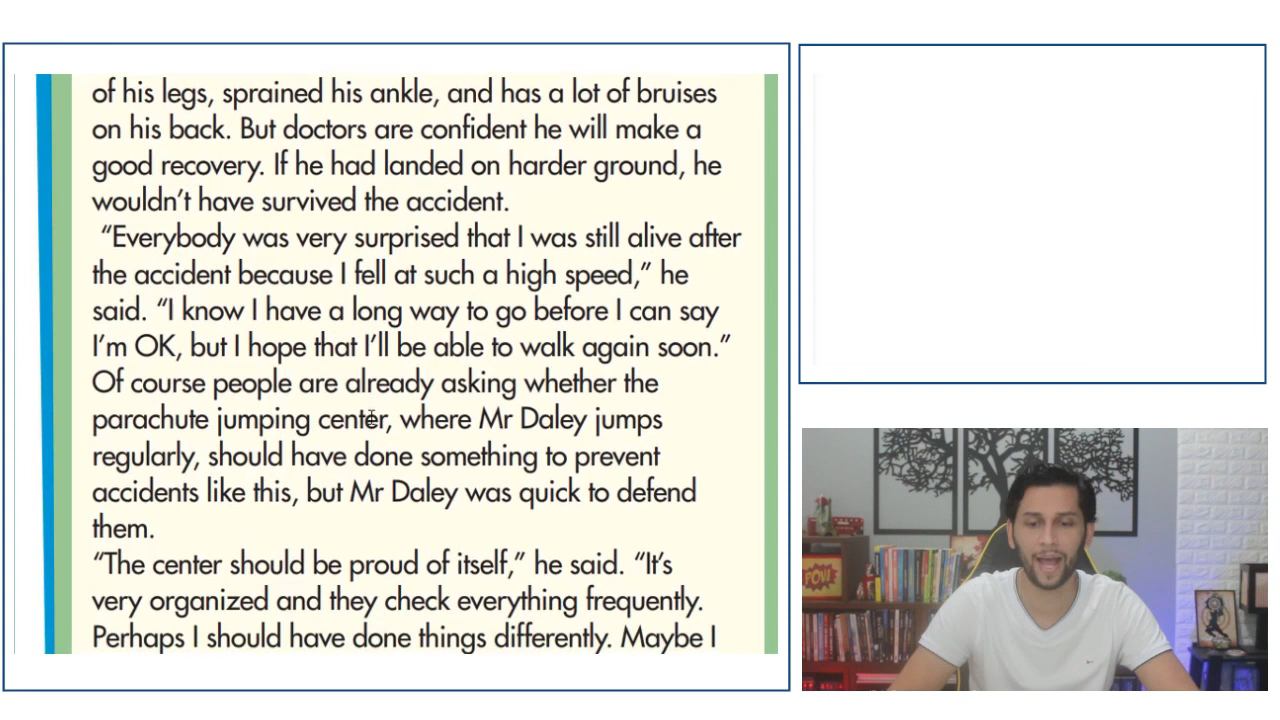 of his legs, sprained his ankle, and has a lot of bruises
on his back. But doctors are confident he will make a
good recovery. If he had landed on harder ground, he
wouldn’t have survived the accident.
“Everybody was very surprised that I was still alive after
the accident because I fell at such a high speed,” he
said. “I know I have a long way to go before I can say
I’m OK, but I hope that I’ll be able to walk again soon.”
Of course people are already asking whether the
parachute jumping center, where Mr Daley jumps
regularly, should have done something to prevent
accidents like this, but Mr Daley was quick to defend
them.
“The center should be proud of itself,” he said. “It’s
very organized and they check everything frequently.
Perhaps I should have done things differently. Maybe I
POW!